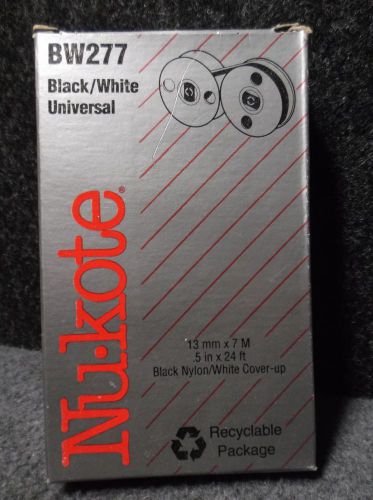 BW277
Black/White
Universal
Nu·kote®
13 mm x 7 M
.5 in x 24 ft
Black Nylon/White Cover-up
Recyclable
Package